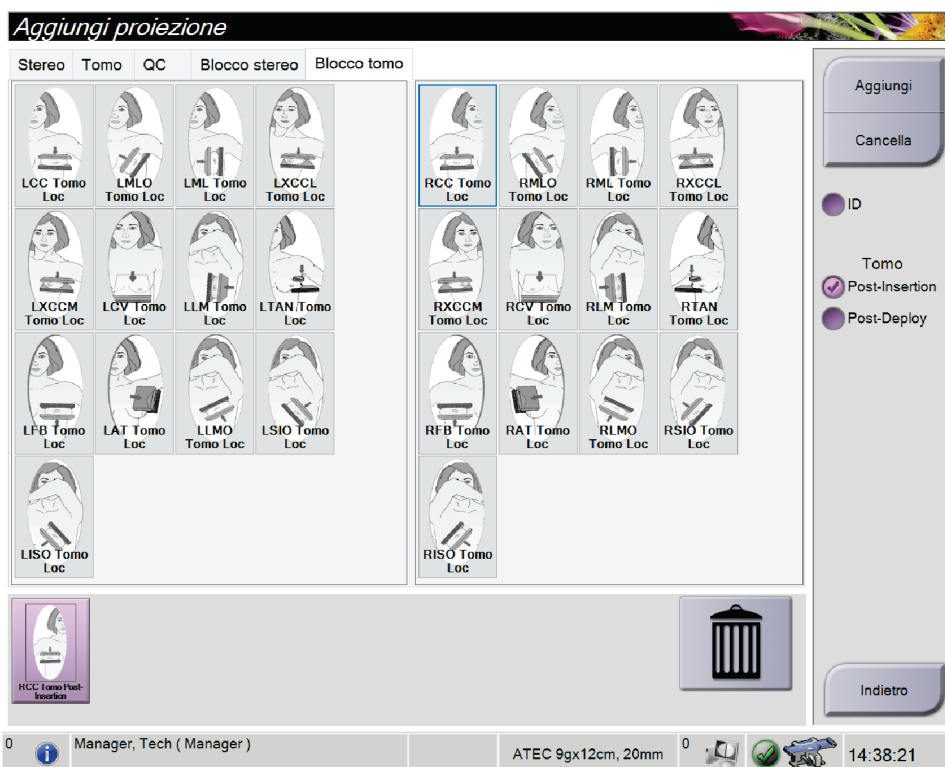 Aggiungi proiezione
Stereo Tomo QC Blocco stereo Blocco tomo
LCC Tomo
Loc
LMLO
Tomo Loc
LML Tomo
Loc
LXCCL
Tomo Loc
LXCCM
Tomo Loc
LCV Tomo
Loc
LLM Tomo
Loc
LTAN Tomo
Loc
LFB Tomo
Loc
LAT Tomo
Loc
LLMO
Tomo Loc
LSIO Tomo
Loc
LISO Tomo
Loc
RCC Tomo
Loc
RMLO
Tomo Loc
RML Tomo
Loc
RXCCL
Tomo Loc
RXCCM
Tomo Loc
RCV Tomo
Loc
RLM Tomo
Loc
RTAN
Tomo Loc
RFB Tomo
Loc
RAT Tomo
Loc
RLMO
Tomo Loc
RSIO Tomo
Loc
RISO Tomo
Loc
Aggiungi
Cancella
ID
Tomo
Post-Insertion
Post-Deploy
RCC Tomo Post-
Insertion
Indietro
0 Manager, Tech ( Manager ) ATEC 9gx12cm, 20mm 0 14:38:21